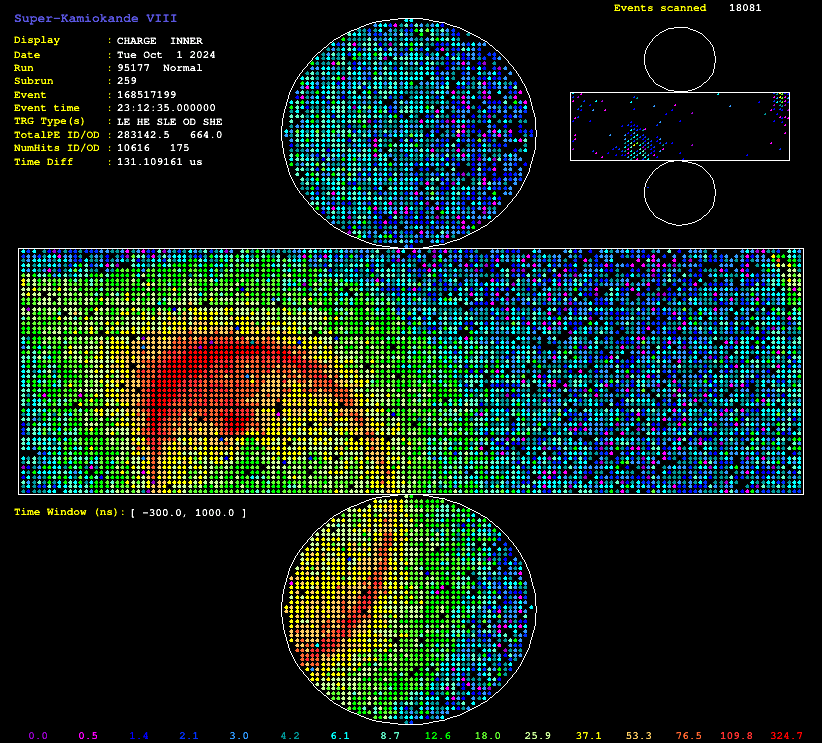 Super-Kamiokande VIII
Events scanned 18081
Display : CHARGE INNER
Date : Tue Oct 1 2024
Run : 95177 Normal
Subrun : 259
Event : 168517199
Event time : 23:12:35.000000
TRG Type(s) : LE HE SLE OD SHE
TotalPE ID/OD : 283142.5 664.0
NumHits ID/OD : 10616 175
Time Diff : 131.109161 us
Time Window (ns): [ -300.0, 1000.0 ]
0.0 0.5 1.4 2.1 3.0 4.2 6.1 8.7 12.6 18.0 25.9 37.1 53.3 76.5 109.8 324.7